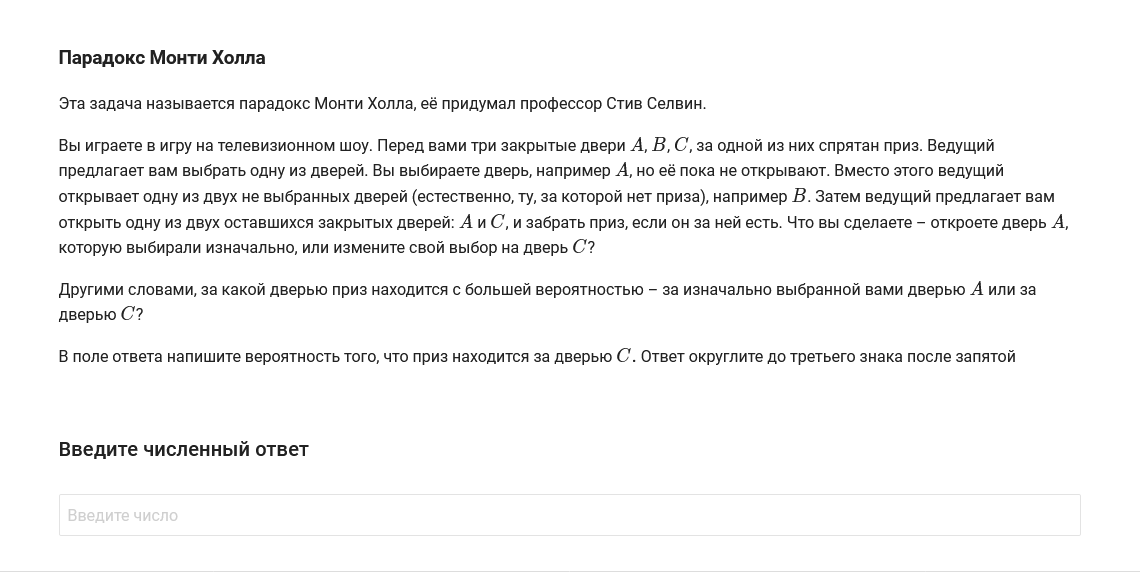 Парадокс Монти Холла
Эта задача называется парадокс Монти Холла, её придумал профессор Стив Селвин.
Вы играете в игру на телевизионном шоу. Перед вами три закрытые двери A, B, C, за одной из них спрятан приз. Ведущий
предлагает вам выбрать одну из дверей. Вы выбираете дверь, например A, но её пока не открывают. Вместо этого ведущий
открывает одну из двух не выбранных дверей (естественно, ту, за которой нет приза), например B. Затем ведущий предлагает вам
открыть одну из двух оставшихся закрытых дверей: A и C, и забрать приз, если он за ней есть. Что вы сделаете – откроете дверь A,
которую выбирали изначально, или измените свой выбор на дверь C?
Другими словами, за какой дверью приз находится с большей вероятностью – за изначально выбранной вами дверью A или за
дверью C?
В поле ответа напишите вероятность того, что приз находится за дверью C. Ответ округлите до третьего знака после запятой
Введите численный ответ
Введите число